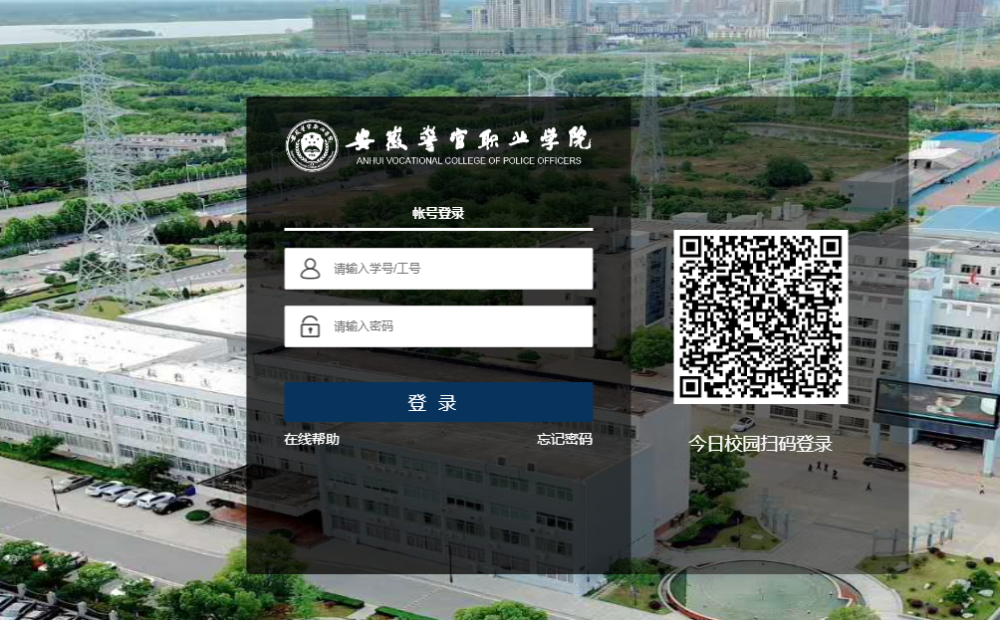 安徽警官职业学院
ANHUI VOCATIONAL COLLEGE OF POLICE OFFICERS
帐号登录
请输入学号/工号
请输入密码
登 录
在线帮助
忘记密码
今日校园扫码登录